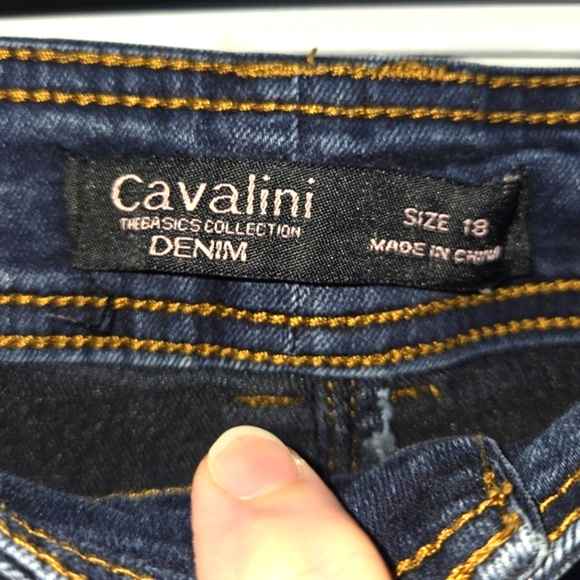 Cavalini
THE BASICS COLLECTION
DENIM
SIZE 18
MADE IN CHINA